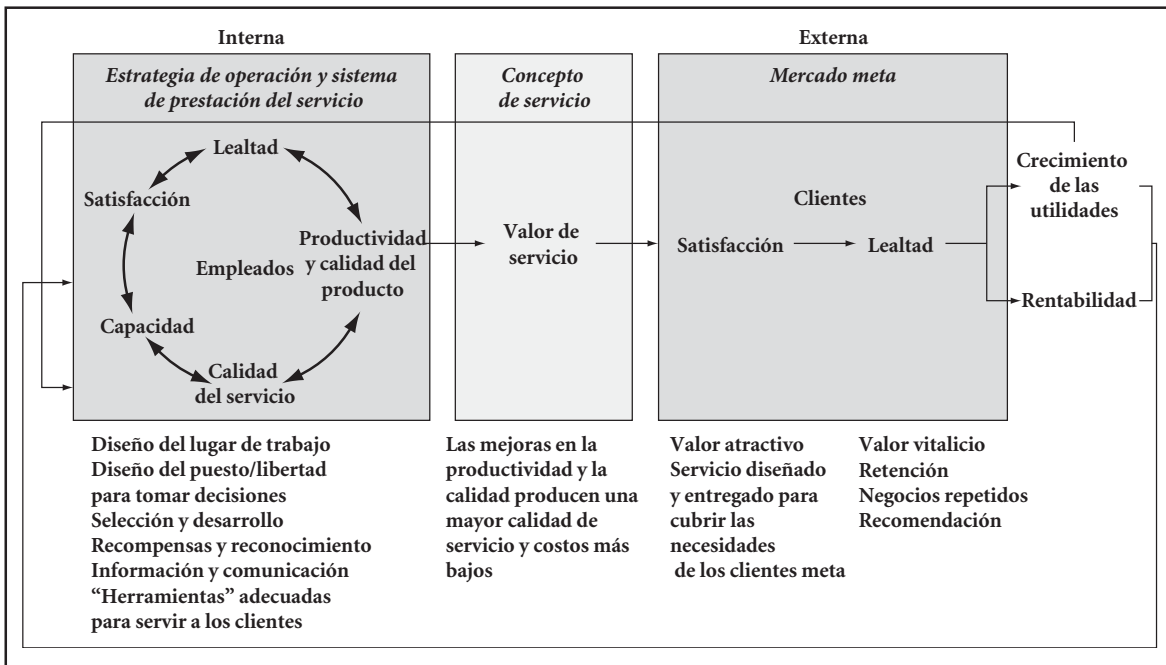 Interna
Estrategia de operación y sistema
de prestación del servicio
Lealtad
Satisfacción
Empleados
Productividad
y calidad del
producto
Capacidad
Calidad
del servicio
Diseño del lugar de trabajo
Diseño del puesto/libertad
para tomar decisiones
Selección y desarrollo
Recompensas y reconocimiento
Información y comunicación
“Herramientas” adecuadas
para servir a los clientes
Concepto
de servicio
Valor de
servicio
Las mejoras en la
productividad y la
calidad producen una
mayor calidad de
servicio y costos más
bajos
Externa
Mercado meta
Clientes
Satisfacción
Lealtad
Valor atractivo
Servicio diseñado
y entregado para
cubrir las
necesidades
de los clientes meta
Valor vitalicio
Retención
Negocios repetidos
Recomendación
Crecimiento
de las
utilidades
Rentabilidad